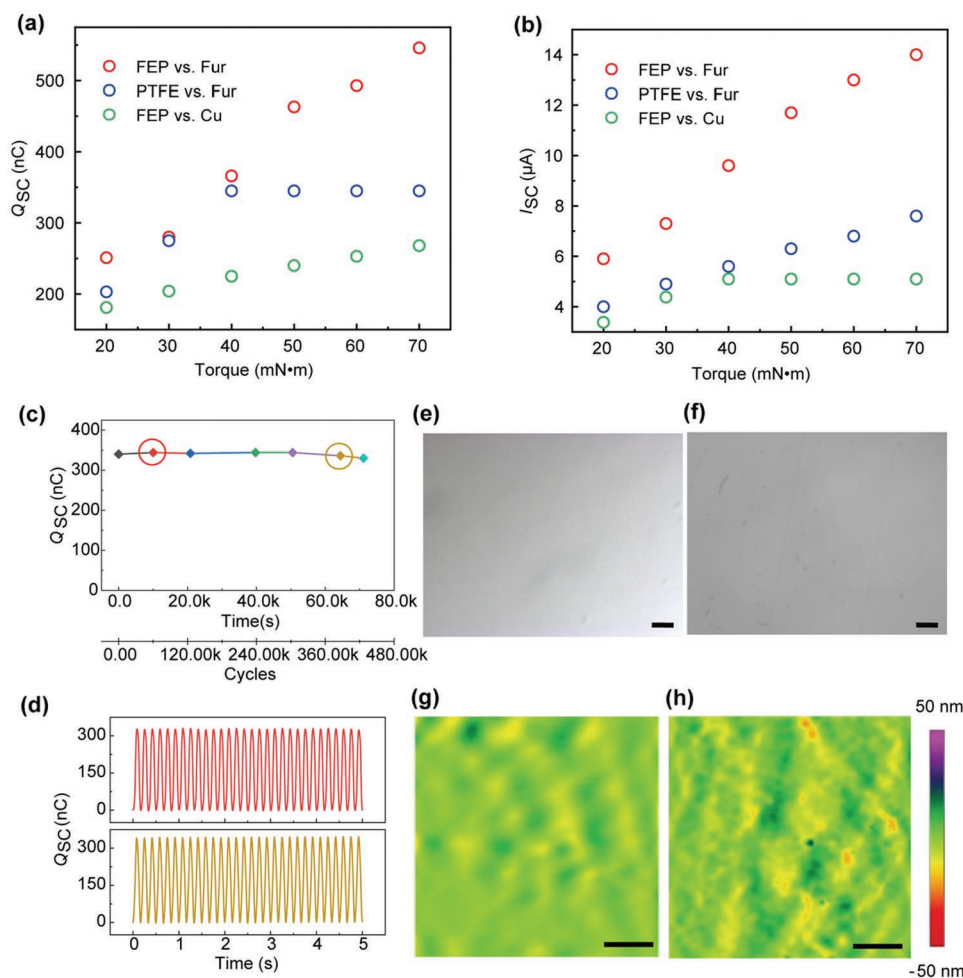 (a)
FEP vs. Fur
PTFE vs. Fur
FEP vs. Cu
500
400
300
200
QSC (nC)
20 30 40 50 60 70
Torque (mN•m)
(b)
FEP vs. Fur
PTFE vs. Fur
FEP vs. Cu
14
12
10
8
6
4
ISC (μA)
20 30 40 50 60 70
Torque (mN•m)
(c)
400
300
200
100
0
QSC (nC)
0.0 20.0k 40.0k 60.0k 80.0k
Time(s)
0.00 120.00k 240.00k 360.00k 480.00k
Cycles
(e)
(f)
(d)
300
150
0
300
150
0
QSC (nC)
0 1 2 3 4 5
Time (s)
(g)
(h)
50 nm
-50 nm